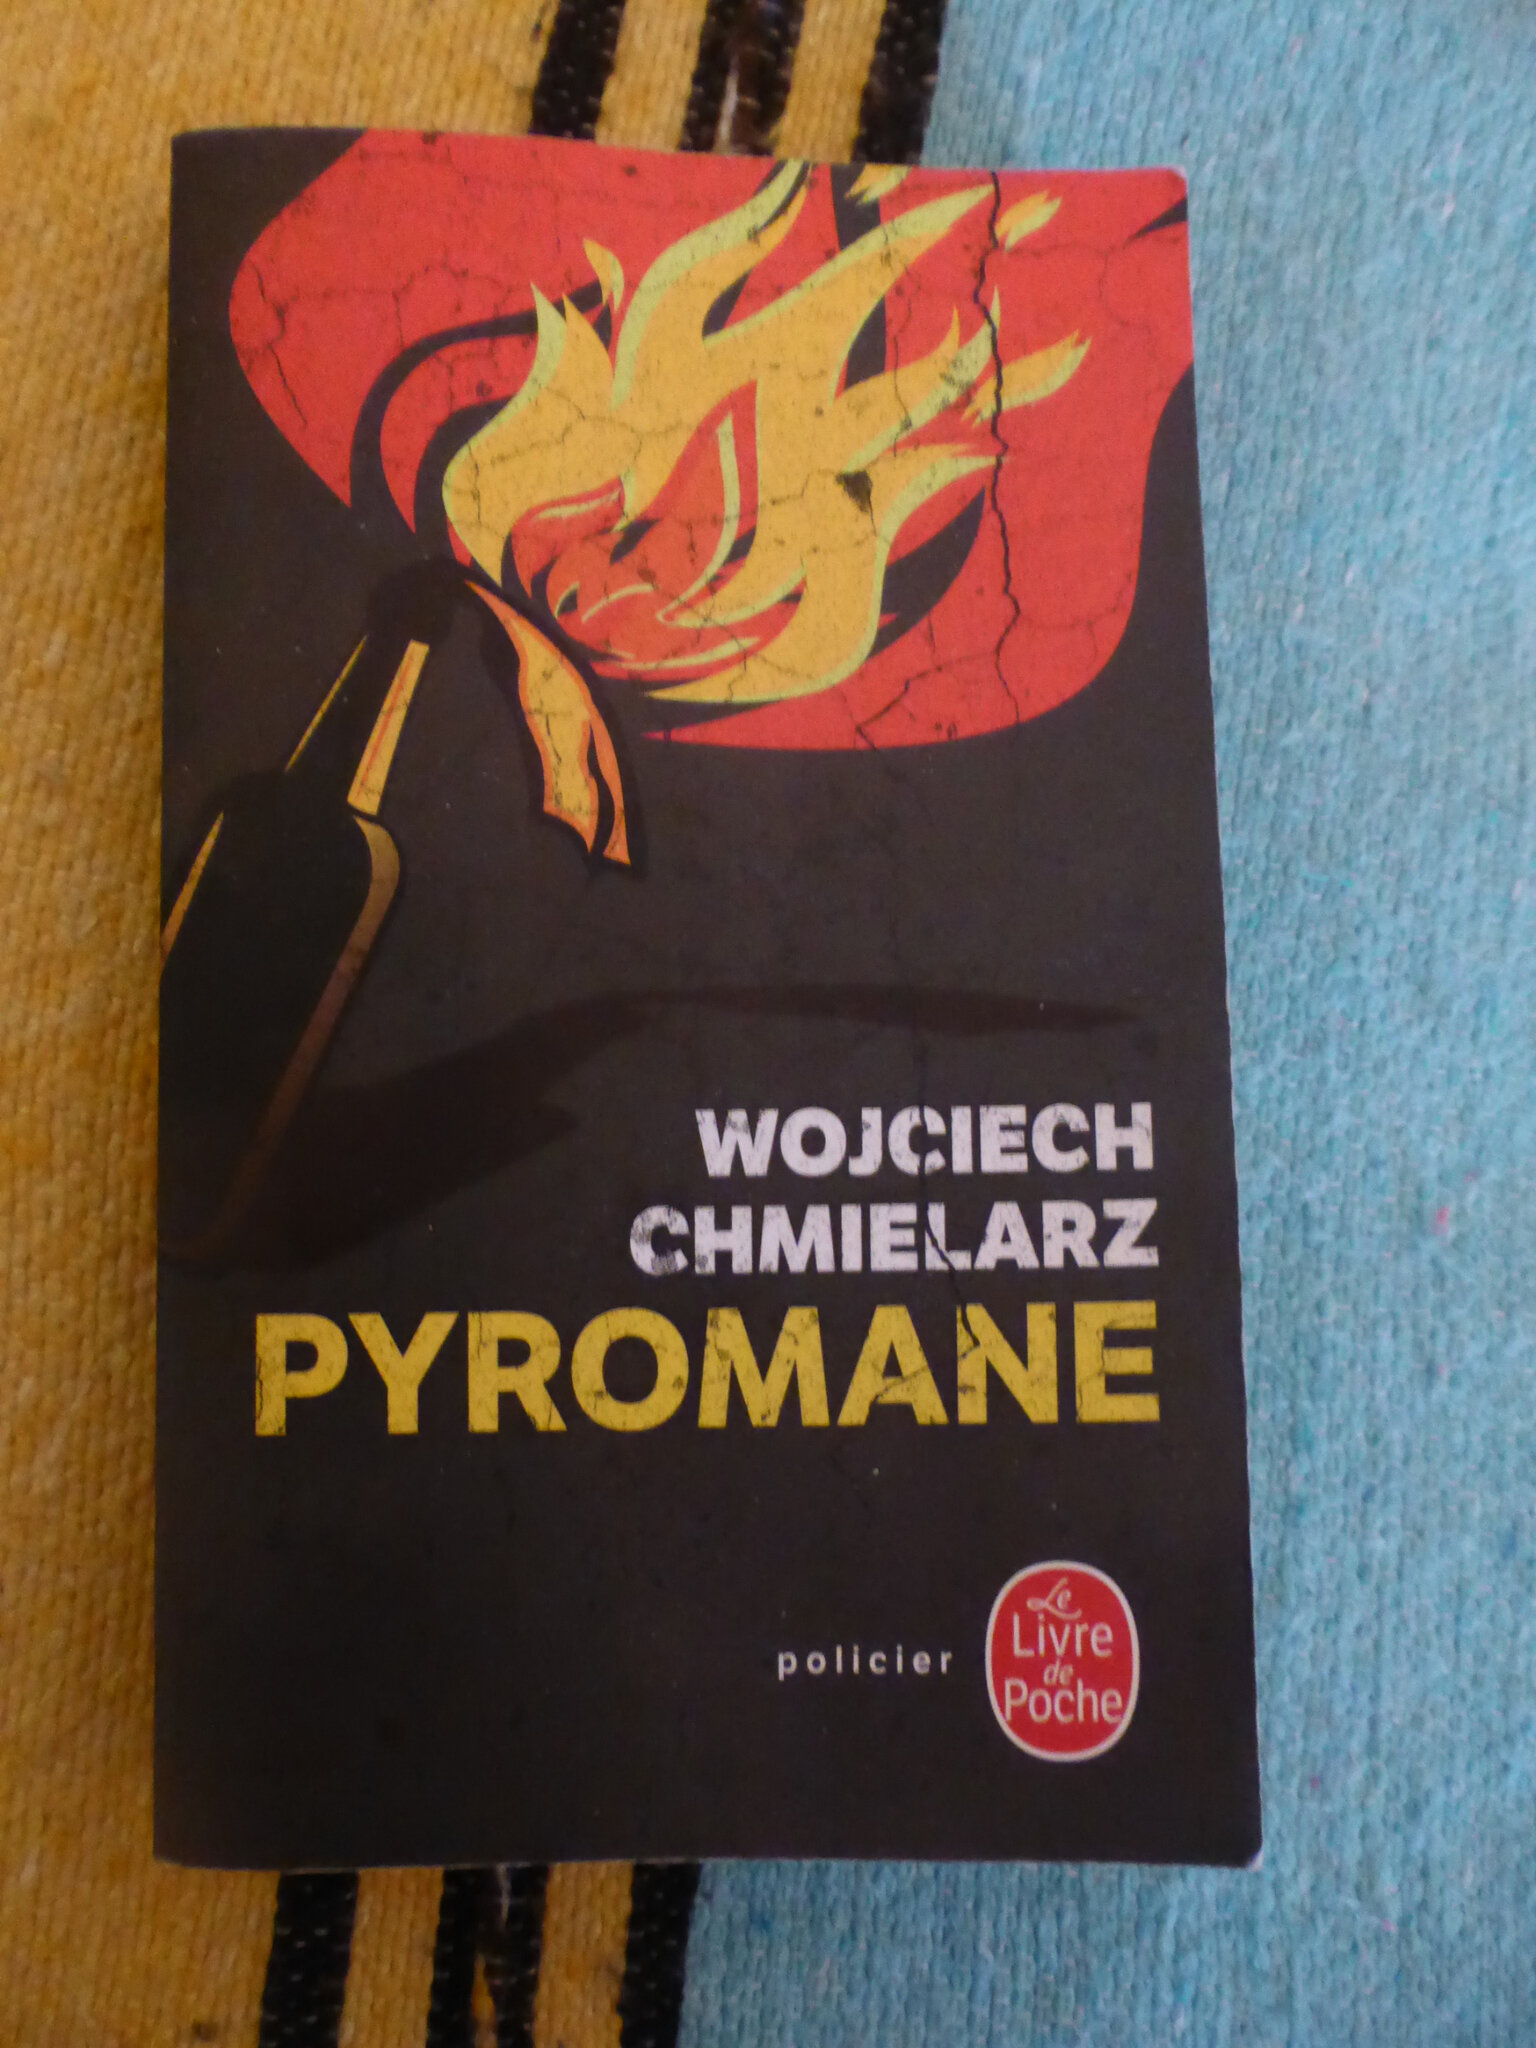 WOJCIECH
CHMIELARZ
PYROMANE
policier
Le
Livre
de
Poche